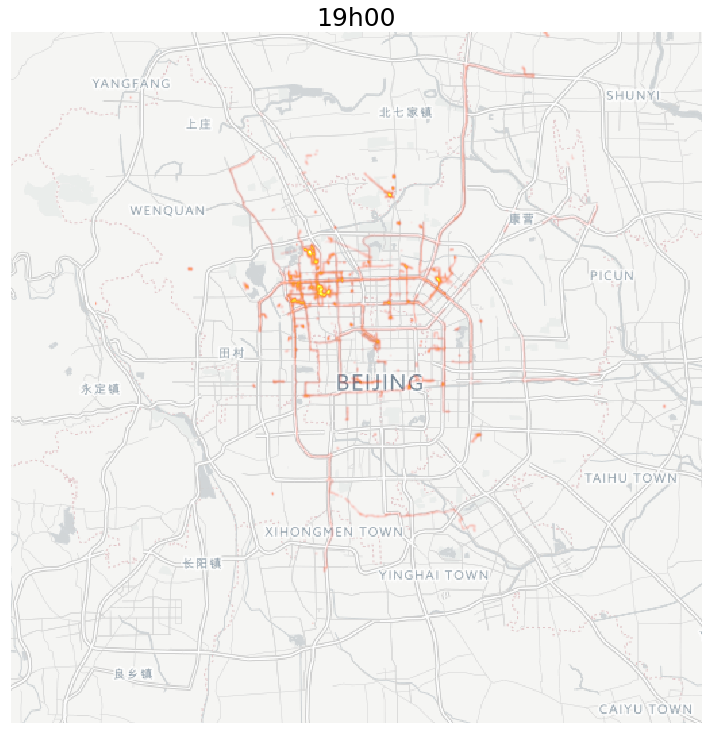 19h00
YANGFANG
SHUNYI
北七家镇
上庄
WENQUAN
康营
PICUN
田村
BEIJING
永定镇
TAIHU TOWN
XIHONGMEN TOWN
长阳镇
YINGHAI TOWN
良乡镇
CAIYU TOWN